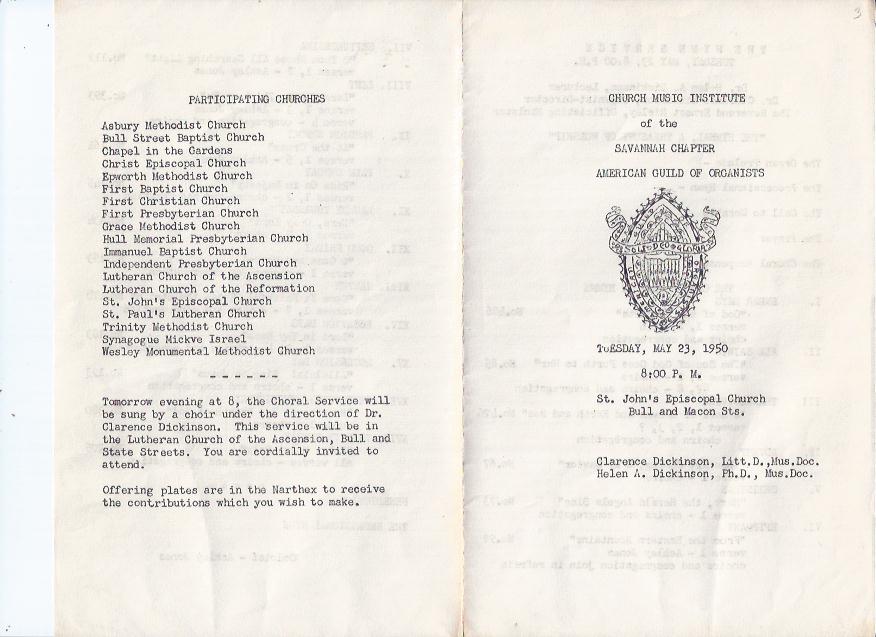 PARTICIPATING CHURCHES
Asbury Methodist Church
Bull Street Baptist Church
Chapel in the Gardens
Christ Episcopal Church
Epworth Methodist Church
First Baptist Church
First Christian Church
First Presbyterian Church
Grace Methodist Church
Hull Memorial Presbyterian Church
Immanuel Baptist Church
Independent Presbyterian Church
Lutheran Church of the Ascension
Lutheran Church of the Reformation
St. John's Episcopal Church
St. Paul's Lutheran Church
Trinity Methodist Church
Synagogue Mickve Israel
Wesley Monumental Methodist Church
- - - - - -
Tomorrow evening at 8, the Choral Service will
be sung by a choir under the direction of Dr.
Clarence Dickinson. This service will be in
the Lutheran Church of the Ascension, Bull and
State Streets. You are cordially invited to
attend.
Offering plates are in the Narthex to receive
the contributions which you wish to make.
3
CHURCH MUSIC INSTITUTE
of the
SAVANNAH CHAPTER
AMERICAN GUILD OF ORGANISTS
SOLI DEO GLORIA
TUESDAY, MAY 23, 1950
8:00 P. M.
St. John's Episcopal Church
Bull and Macon Sts.
Clarence Dickinson, Litt.D.,Mus.Doc.
Helen A. Dickinson, Ph.D., Mus.Doc.